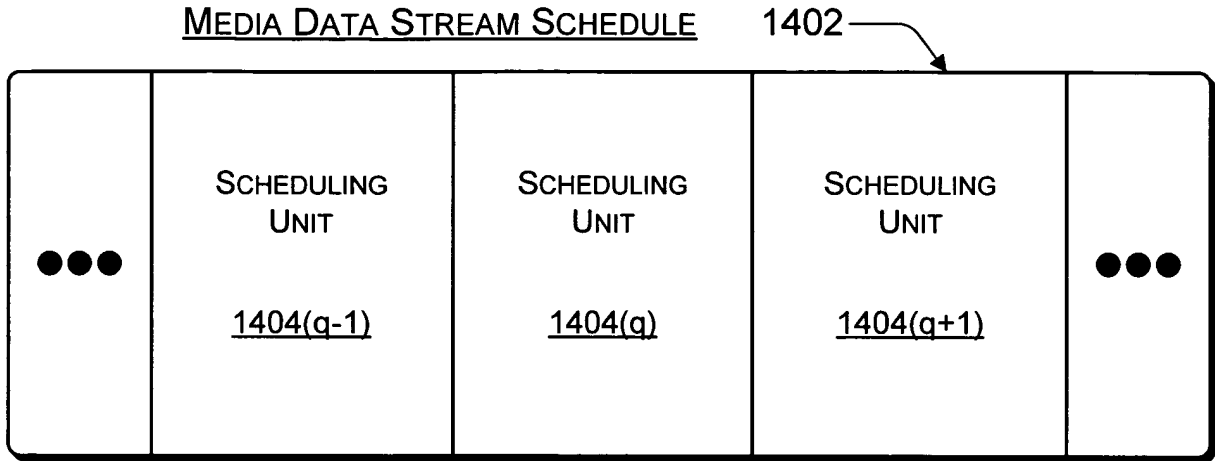 MEDIA DATA STREAM SCHEDULE 1402
SCHEDULING UNIT
1404(q-1)
SCHEDULING UNIT
1404(q)
SCHEDULING UNIT
1404(q+1)